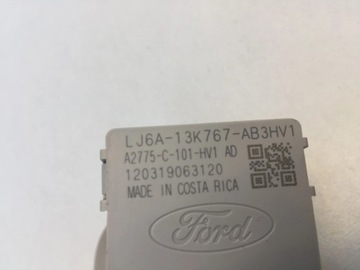 LJ6A-13K767-AB3HV1
A2775-C-101-HV1 AD
120319063120
MADE IN COSTA RICA
Ford